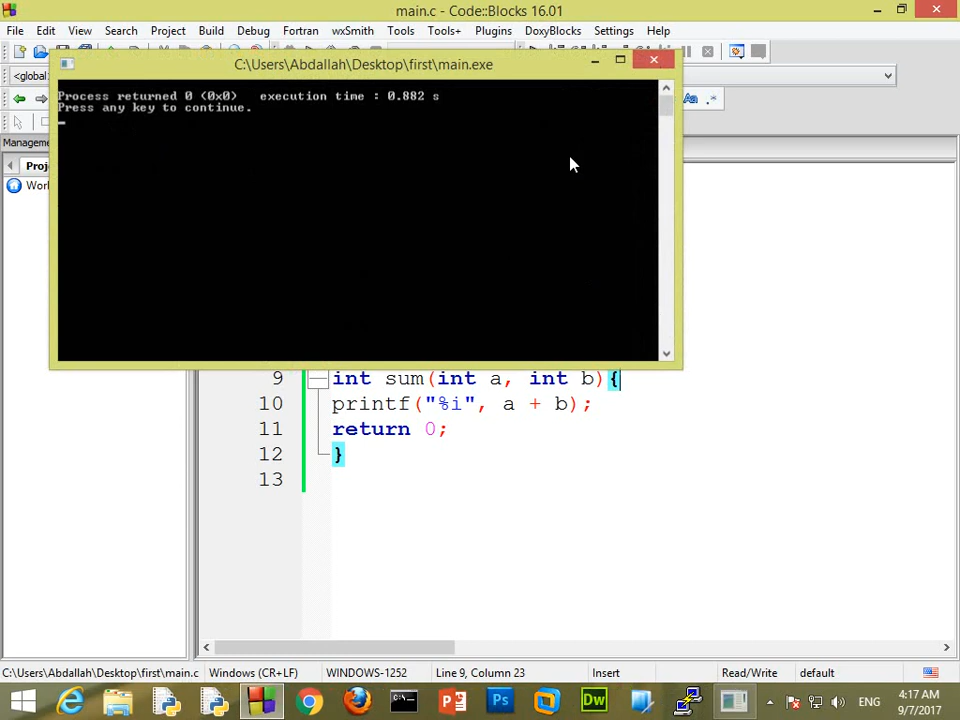 main.c - Code::Blocks 16.01
File Edit View Search Project Build Debug Fortran wxSmith Tools Tools+ Plugins DoxyBlocks Settings Help
C:\Users\Abdallah\Desktop\first\main.exe
<global>
Process returned 0 (0x0)   execution time : 0.882 s
Press any key to continue.
Aa .*
9 int sum(int a, int b){
10 printf("%i", a + b);
11 return 0;
12 }
13
C:\Users\Abdallah\Desktop\first\main.c Windows (CR+LF) WINDOWS-1252 Line 9, Column 23 Insert Read/Write default
Ps Dw ENG 4:17 AM
9/7/2017